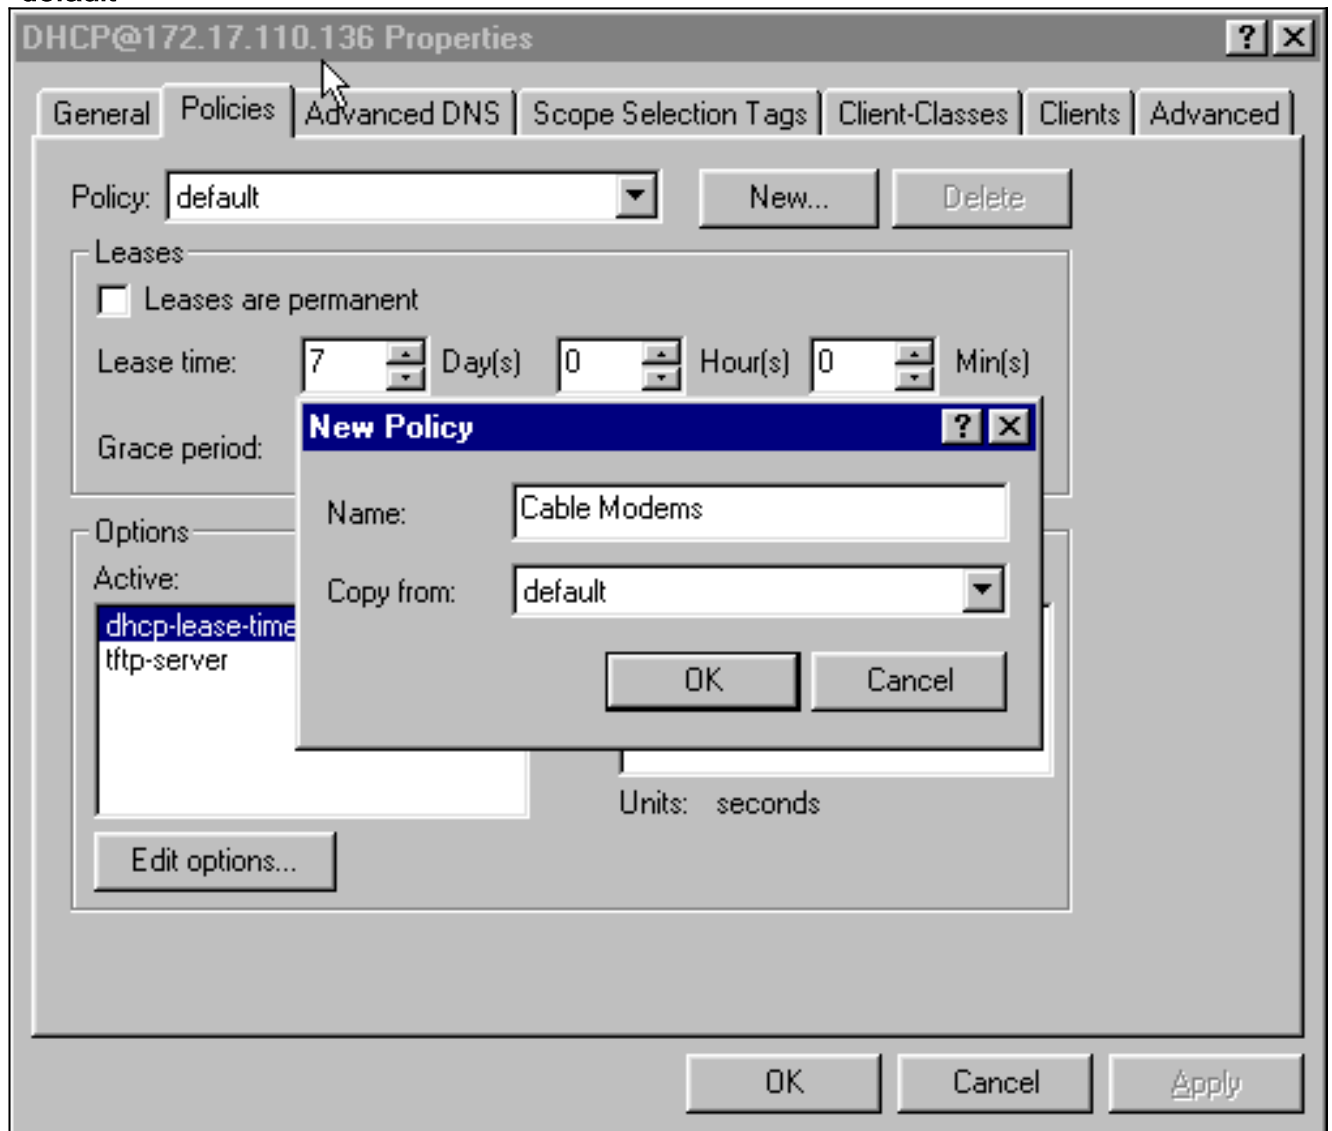 default
DHCP@172.17.110.136 Properties
General Policies Advanced DNS Scope Selection Tags Client-Classes Clients Advanced
Policy: default New... Delete
Leases
Leases are permanent
Lease time: 7 Day(s) 0 Hour(s) 0 Min(s)
Grace period:
New Policy
Name: Cable Modems
Copy from: default
OK Cancel
Options
Active:
dhcp-lease-time
tftp-server
Units: seconds
Edit options...
OK Cancel Apply